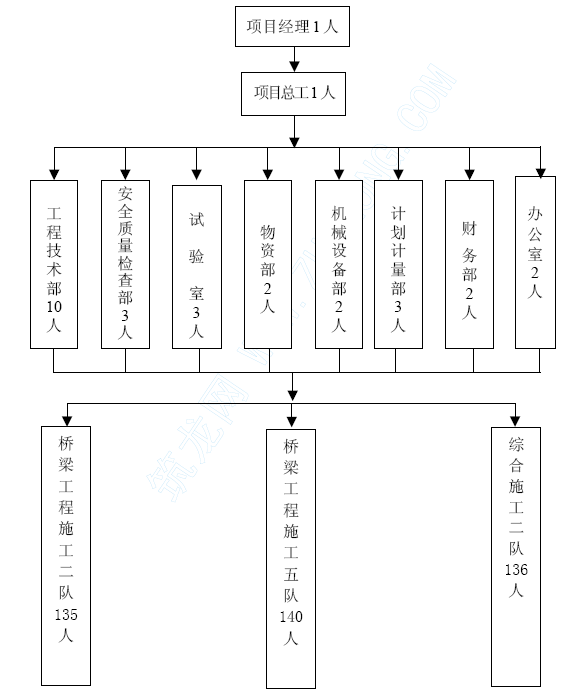 项目经理1人
项目总工1人
工程技术部10人
安全质量检查部3人
试验室3人
物资部2人
机械设备部2人
计划计量部3人
财务部2人
办公室2人
桥梁工程施工二队135人
桥梁工程施工五队140人
综合施工二队136人